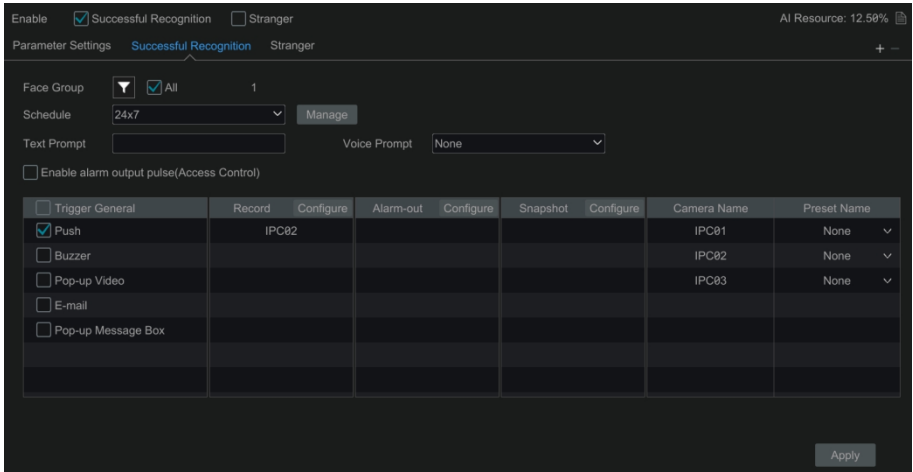 Enable Successful Recognition Stranger AI Resource: 12.50%
Parameter Settings Successful Recognition Stranger + −
Face Group All 1
Schedule 24x7 Manage
Text Prompt Voice Prompt None
Enable alarm output pulse(Access Control)
Trigger General Record Configure Alarm-out Configure Snapshot Configure Camera Name Preset Name
Push IPC02 IPC01 None
Buzzer IPC02 None
Pop-up Video IPC03 None
E-mail
Pop-up Message Box
Apply